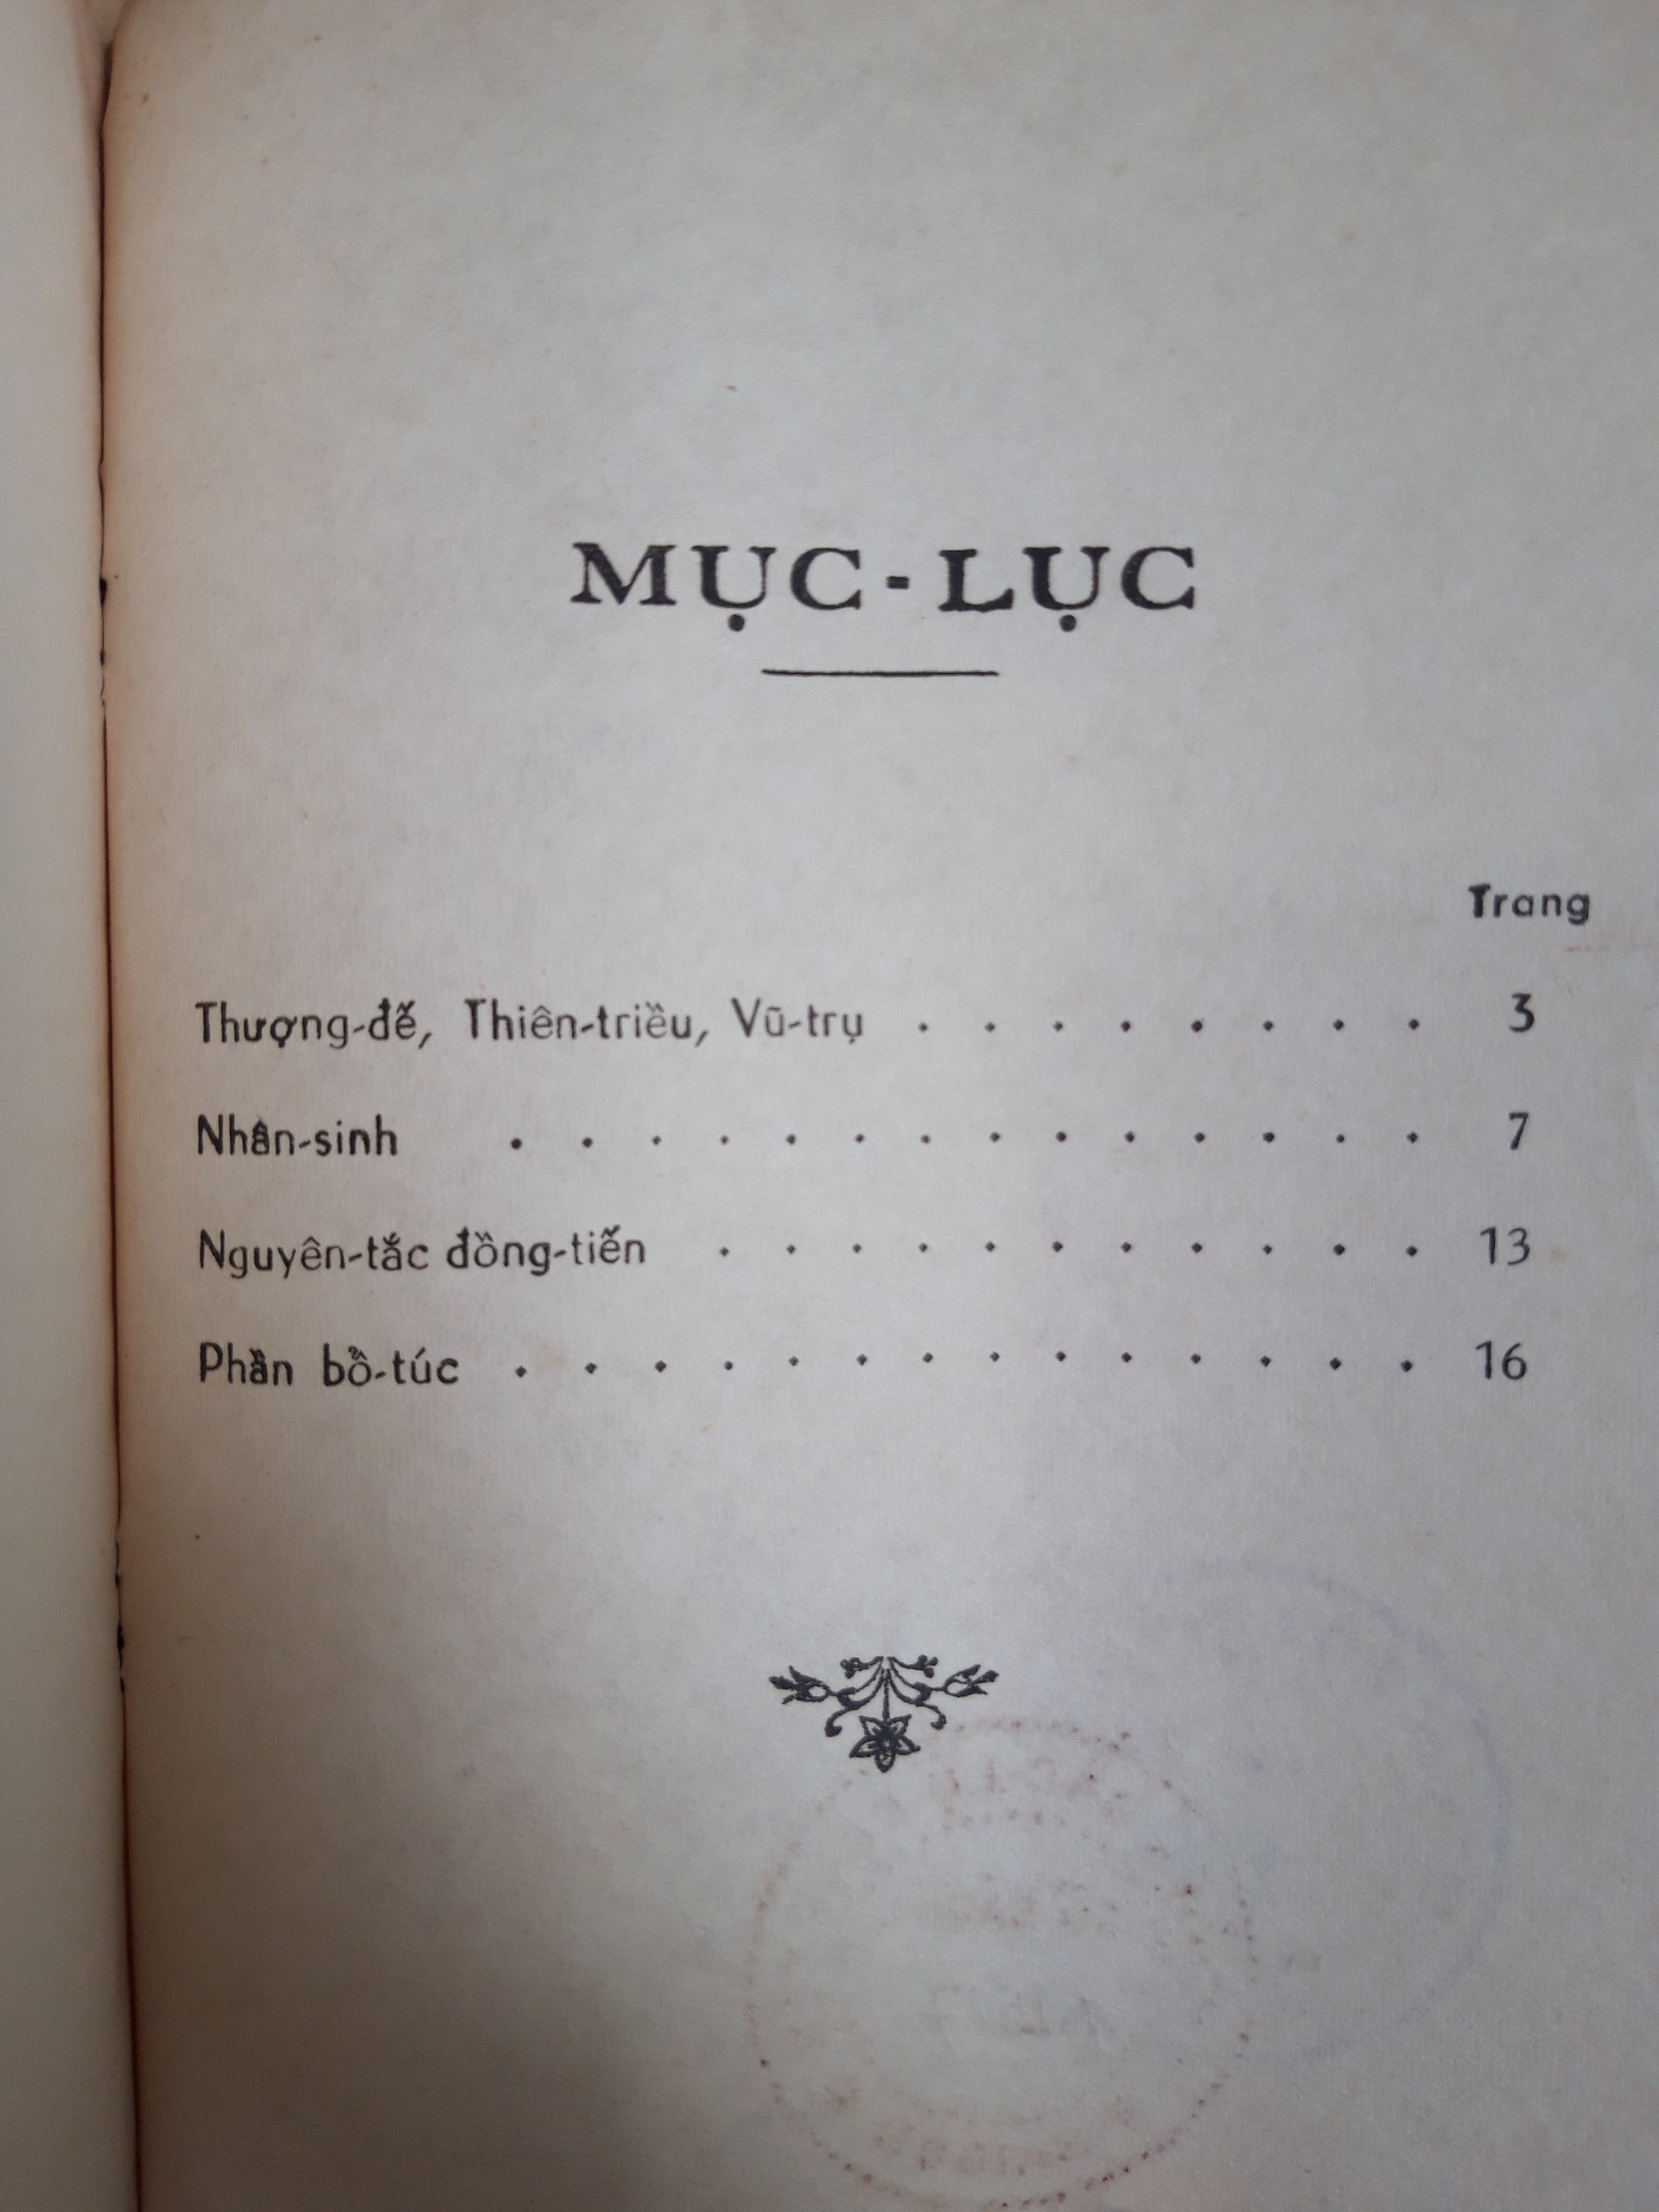 MỤC-LỤC
Trang
Thượng-đế, Thiên-triều, Vũ-trụ . . . . . . . . 3
Nhân-sinh . . . . . . . . . . . . . . 7
Nguyên-tắc đồng-tiến . . . . . . . . . . . 13
Phần bổ-túc . . . . . . . . . . . . . . 16